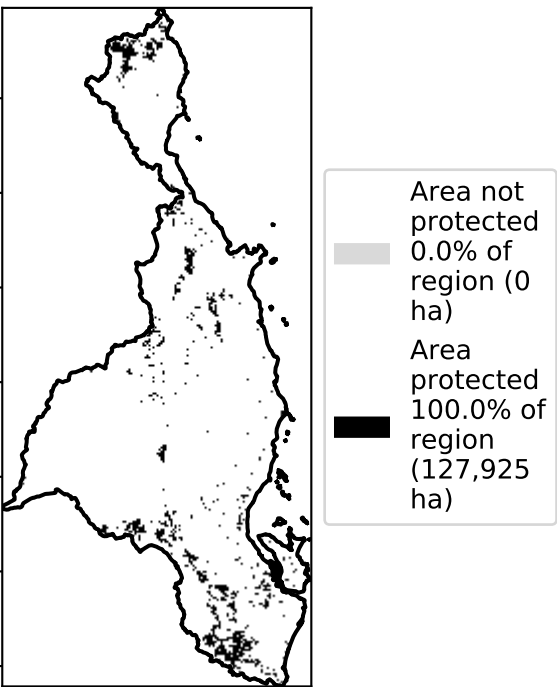 Area not
protected
0.0% of
region (0
ha)
Area
protected
100.0% of
region
(127,925
ha)